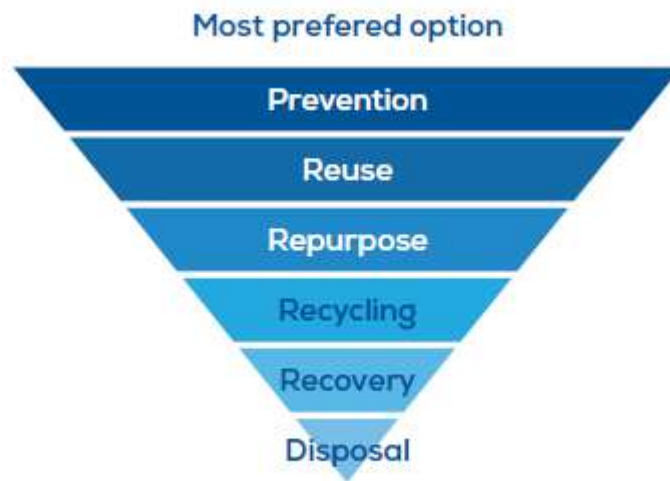 Most prefered option
Prevention
Reuse
Repurpose
Recycling
Recovery
Disposal